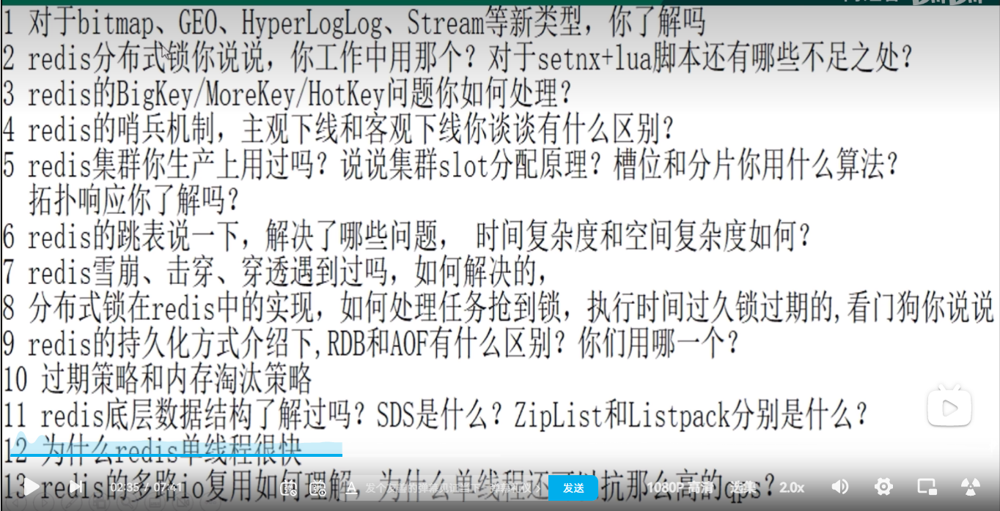 1 对于bitmap、GEO、HyperLogLog、Stream等新类型，你了解吗
2 redis分布式锁你说说，你工作中用那个？对于setnx+lua脚本还有哪些不足之处？
3 redis的BigKey/MoreKey/HotKey问题你如何处理？
4 redis的哨兵机制，主观下线和客观下线你谈谈有什么区别？
5 redis集群你生产上用过吗？说说集群slot分配原理？槽位和分片你用什么算法？
拓扑响应你了解吗？
6 redis的跳表说一下，解决了哪些问题， 时间复杂度和空间复杂度如何？
7 redis雪崩、击穿、穿透遇到过吗，如何解决的，
8 分布式锁在redis中的实现，如何处理任务抢到锁，执行时间过久锁过期的,看门狗你说说
9 redis的持久化方式介绍下,RDB和AOF有什么区别？你们用哪一个？
10 过期策略和内存淘汰策略
11 redis底层数据结构了解过吗？SDS是什么？ZipList和Listpack分别是什么？
12 为什么redis单线程很快
13 redis的多路io复用如何理解，为什么单线程还可以抗那么高的qps？
02:35 / 07:41
发送
1080P 高清
选集
2.0x